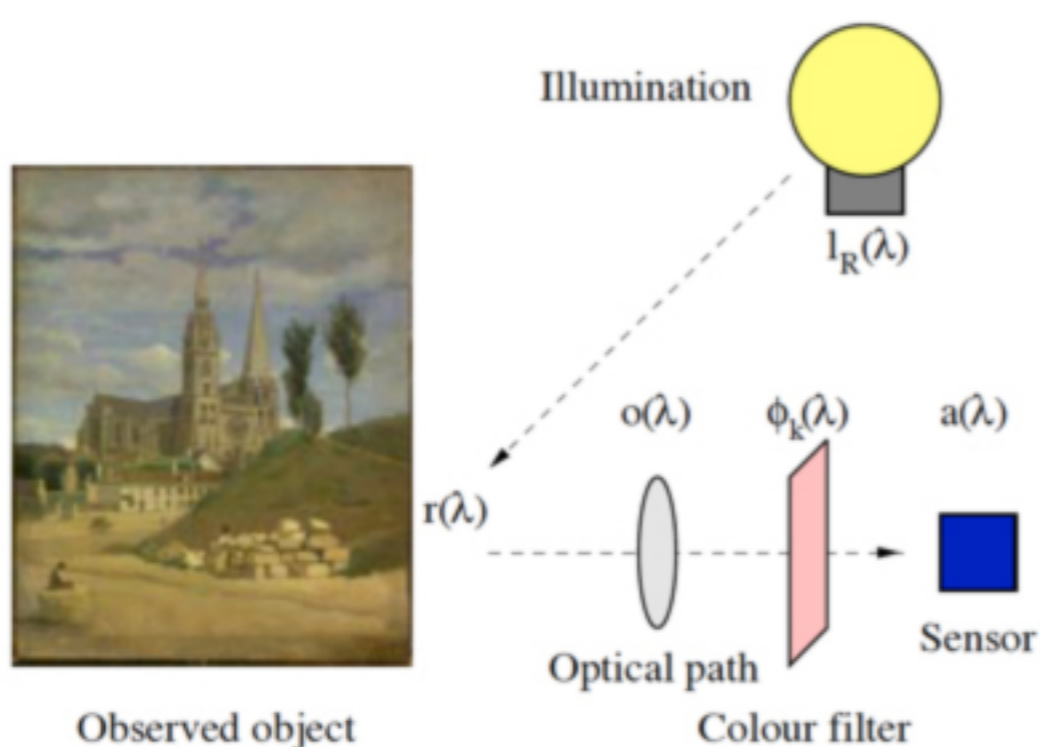 Illumination
l_R(λ)
o(λ)
ϕ_k(λ)
a(λ)
r(λ)
Sensor
Optical path
Observed object
Colour filter